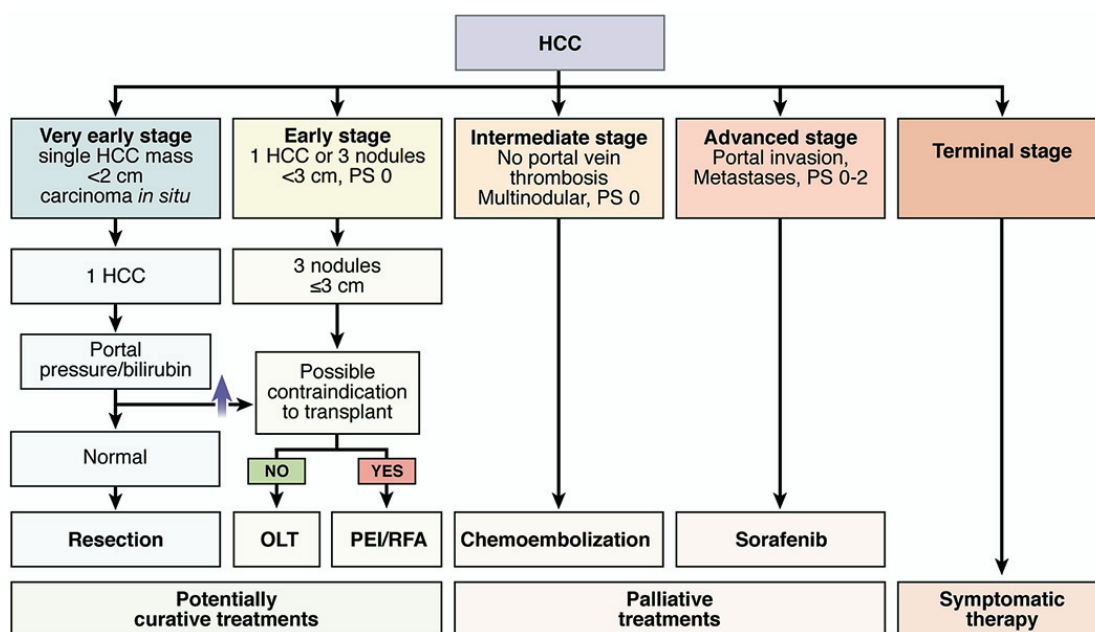 HCC
Very early stage
single HCC mass
<2 cm
carcinoma in situ
Early stage
1 HCC or 3 nodules
<3 cm, PS 0
Intermediate stage
No portal vein
thrombosis
Multinodular, PS 0
Advanced stage
Portal invasion,
Metastases, PS 0-2
Terminal stage
1 HCC
3 nodules
≤3 cm
Portal
pressure/bilirubin
Possible
contraindication
to transplant
Normal
NO
YES
Resection
OLT
PEI/RFA
Chemoembolization
Sorafenib
Potentially
curative treatments
Palliative
treatments
Symptomatic
therapy